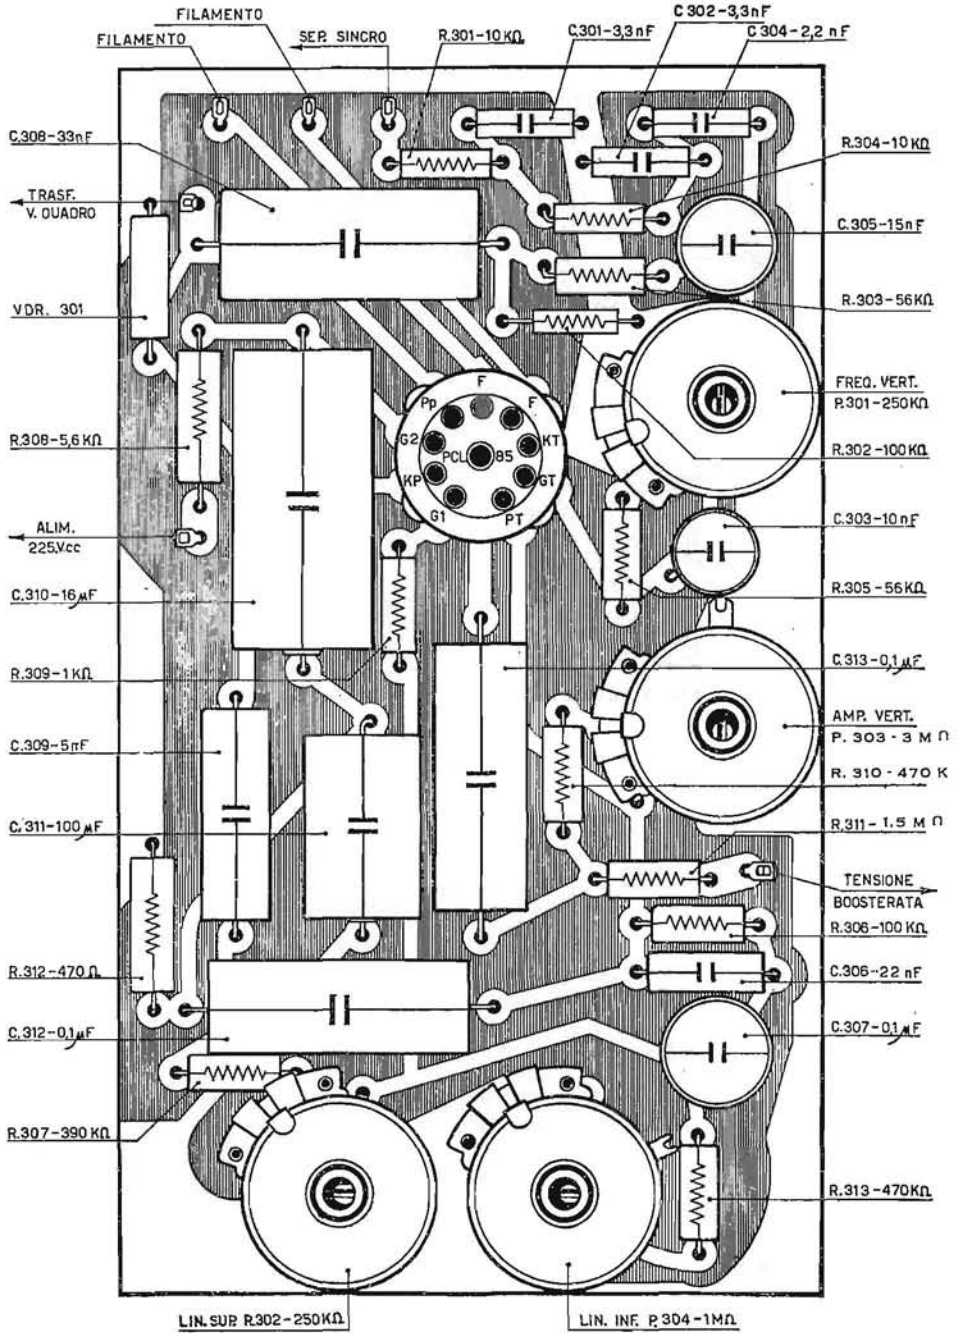 C 302-3,3nF
FILAMENTO
FILAMENTO
SEP. SINCRO
R.301-10KΩ
C,301-3,3nF
C 304-2,2 nF
C,308-33nF
R.304-10 KΩ
TRASF.
V. QUADRO
C.305-15nF
VDR. 301
R.303-56KΩ
FREQ. VERT.
P.301-250KΩ
R.308-5,6KΩ
R.302-100KΩ
F
F
Pp
G2
KT
PCL 85
KP
GT
G1
PT
ALIM.
225,Vcc
C.303-10nF
C.310-16µF
R.305-56KΩ
R.309-1KΩ
C.313-0,1µF
AMP. VERT.
P. 303-3 M Ω
C.309-5nF
R. 310-470 K
C.311-100µF
R.311-1.5 M Ω
TENSIONE
BOOSTERATA
R.306-100KΩ
R.312-470 Ω
C.306-22 nF
C.312-0,1µF
C.307-0,1µF
R.307-390KΩ
R.313-470KΩ
LIN. SUP. R.302-250KΩ
LIN. INF. P. 304-1MΩ